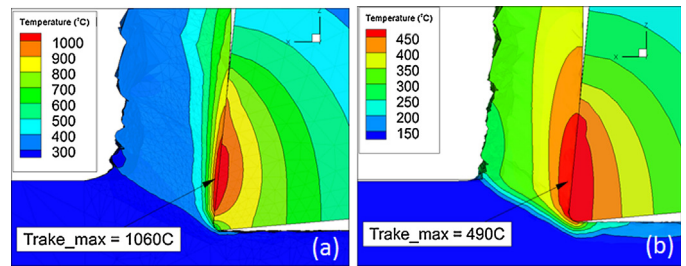 Temperature (°C)
1000
900
800
700
600
500
400
300
Trake_max = 1060C
(a)
X
Z
Temperature (°C)
450
400
350
300
250
200
150
Trake_max = 490C
(b)
X
Z